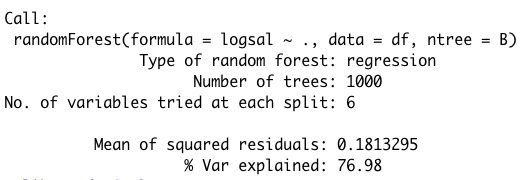 Call:
randomForest(formula = logsal ~ ., data = df, ntree = B)
Type of random forest: regression
Number of trees: 1000
No. of variables tried at each split: 6
Mean of squared residuals: 0.1813295
% Var explained: 76.98